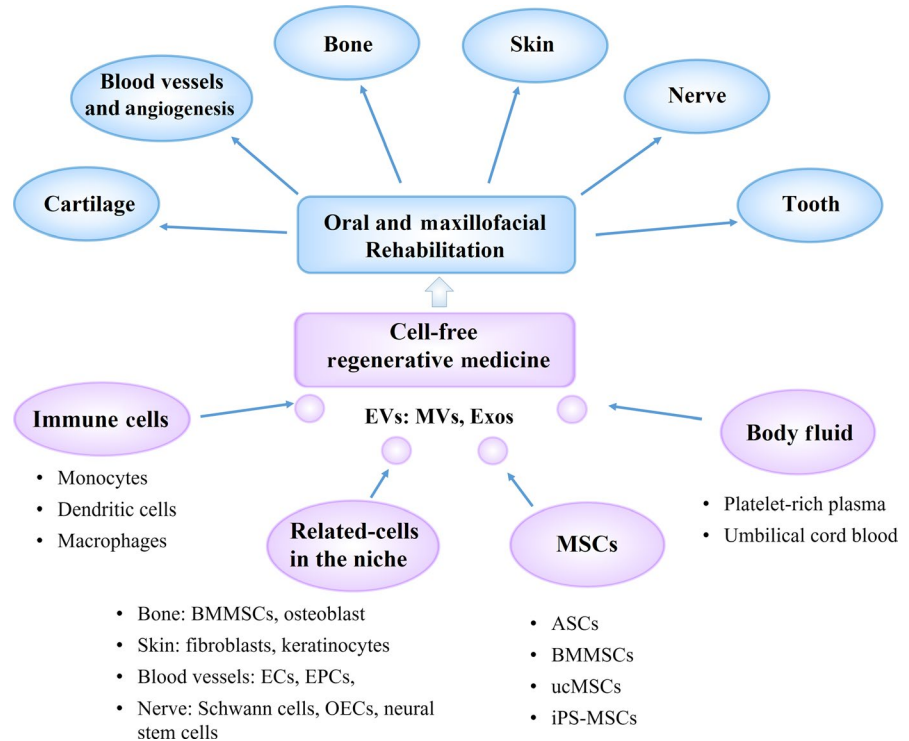 Bone
Skin
Blood vessels
and angiogenesis
Nerve
Cartilage
Tooth
Oral and maxillofacial
Rehabilitation
Cell-free
regenerative medicine
EVs: MVs, Exos
Immune cells
• Monocytes
• Dendritic cells
• Macrophages
Body fluid
• Platelet-rich plasma
• Umbilical cord blood
Related-cells
in the niche
• Bone: BMMSCs, osteoblast
• Skin: fibroblasts, keratinocytes
• Blood vessels: ECs, EPCs,
• Nerve: Schwann cells, OECs, neural
stem cells
MSCs
• ASCs
• BMMSCs
• ucMSCs
• iPS-MSCs